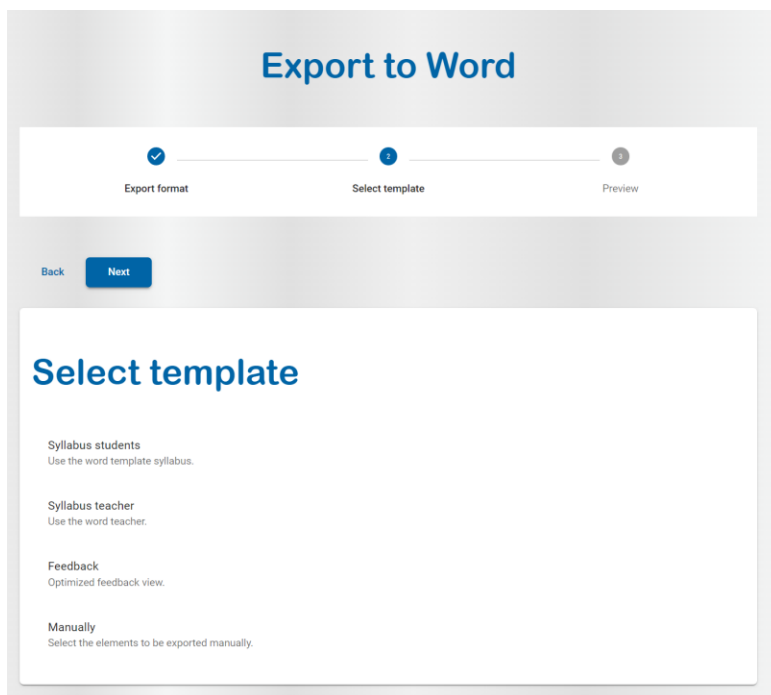 Export to Word
2
3
Export format
Select template
Preview
Back
Next
Select template
Syllabus students
Use the word template syllabus.
Syllabus teacher
Use the word teacher.
Feedback
Optimized feedback view.
Manually
Select the elements to be exported manually.